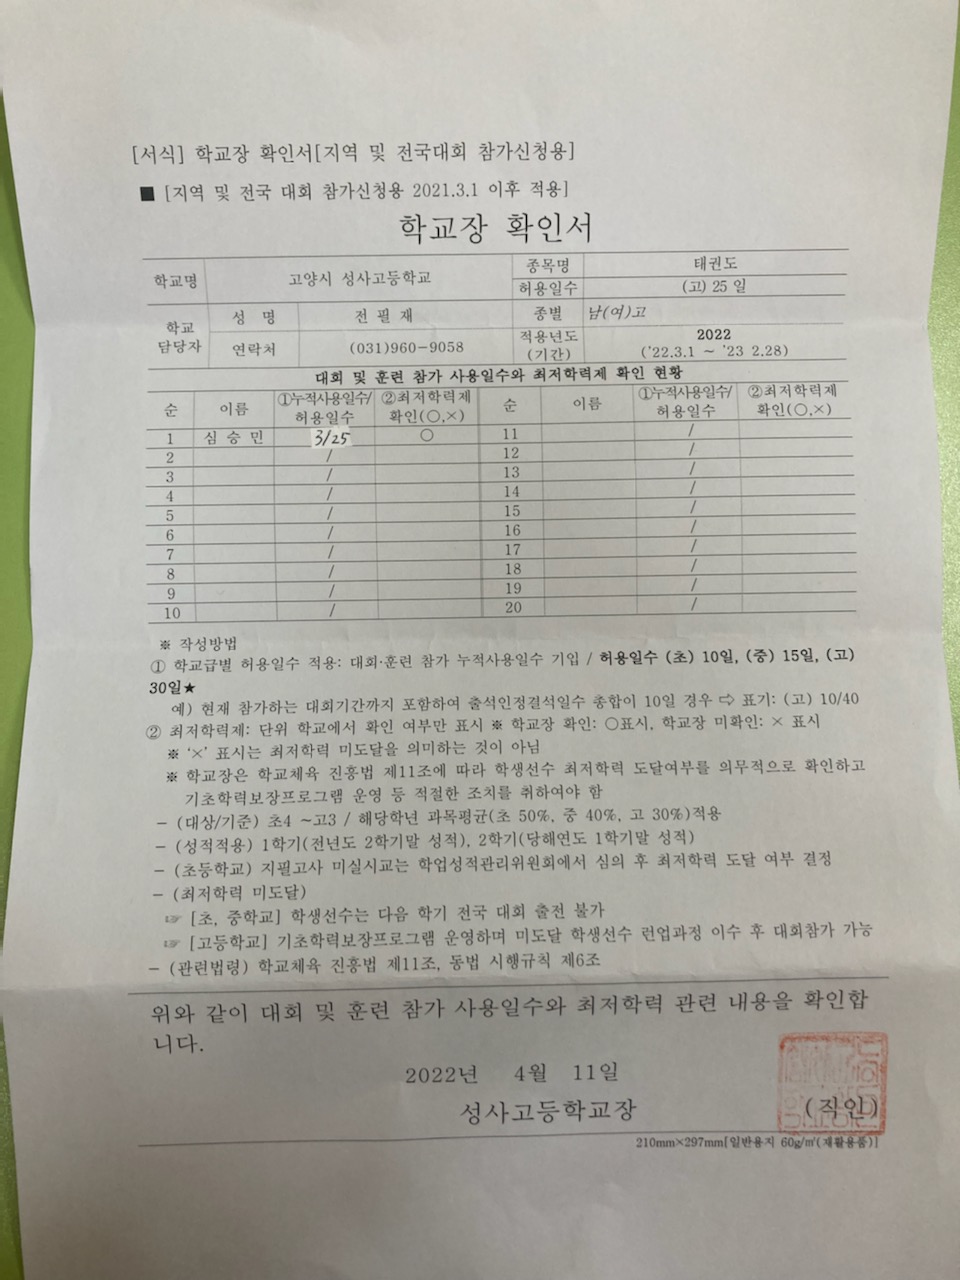 [서식] 학교장 확인서[지역 및 전국대회 참가신청용]
■ [지역 및 전국 대회 참가신청용 2021.3.1 이후 적용]
학교장 확인서
학교명 고양시 성사고등학교 종목명 태권도
허용일수 (고) 25 일
학교 담당자 성 명 전 필 재 종별 남(여)고
연락처 (031)960-9058 적용년도 (기간) 2022 ('22.3.1 ~ '23 2.28)
대회 및 훈련 참가 사용일수와 최저학력제 확인 현황
순 이름 ①누적사용일수/허용일수 ②최저학력제 확인(○,×) 순 이름 ①누적사용일수/허용일수 ②최저학력제 확인(○,×)
1 심 승 민 3/25 ○ 11 /
2 / 12 /
3 / 13 /
4 / 14 /
5 / 15 /
6 / 16 /
7 / 17 /
8 / 18 /
9 / 19 /
10 / 20 /
※ 작성방법
① 학교급별 허용일수 적용: 대회·훈련 참가 누적사용일수 기입 / 허용일수 (초) 10일, (중) 15일, (고)
30일★
예) 현재 참가하는 대회기간까지 포함하여 출석인정결석일수 총합이 10일 경우 ⇨ 표기: (고) 10/40
② 최저학력제: 단위 학교에서 확인 여부만 표시 ※ 학교장 확인: ○표시, 학교장 미확인: × 표시
※ '×' 표시는 최저학력 미도달을 의미하는 것이 아님
※ 학교장은 학교체육 진흥법 제11조에 따라 학생선수 최저학력 도달여부를 의무적으로 확인하고
기초학력보장프로그램 운영 등 적절한 조치를 취하여야 함
- (대상/기준) 초4 ~고3 / 해당학년 과목평균(초 50%, 중 40%, 고 30%)적용
- (성적적용) 1학기(전년도 2학기말 성적), 2학기(당해연도 1학기말 성적)
- (초등학교) 지필고사 미실시교는 학업성적관리위원회에서 심의 후 최저학력 도달 여부 결정
- (최저학력 미도달)
☞ [초, 중학교] 학생선수는 다음 학기 전국 대회 출전 불가
☞ [고등학교] 기초학력보장프로그램 운영하며 미도달 학생선수 런업과정 이수 후 대회참가 가능
- (관련법령) 학교체육 진흥법 제11조, 동법 시행규칙 제6조
위와 같이 대회 및 훈련 참가 사용일수와 최저학력 관련 내용을 확인합
니다.
2022년 4월 11일
성사고등학교장 (직인)
210mm×297mm[일반용지 60g/㎡(재활용품)]